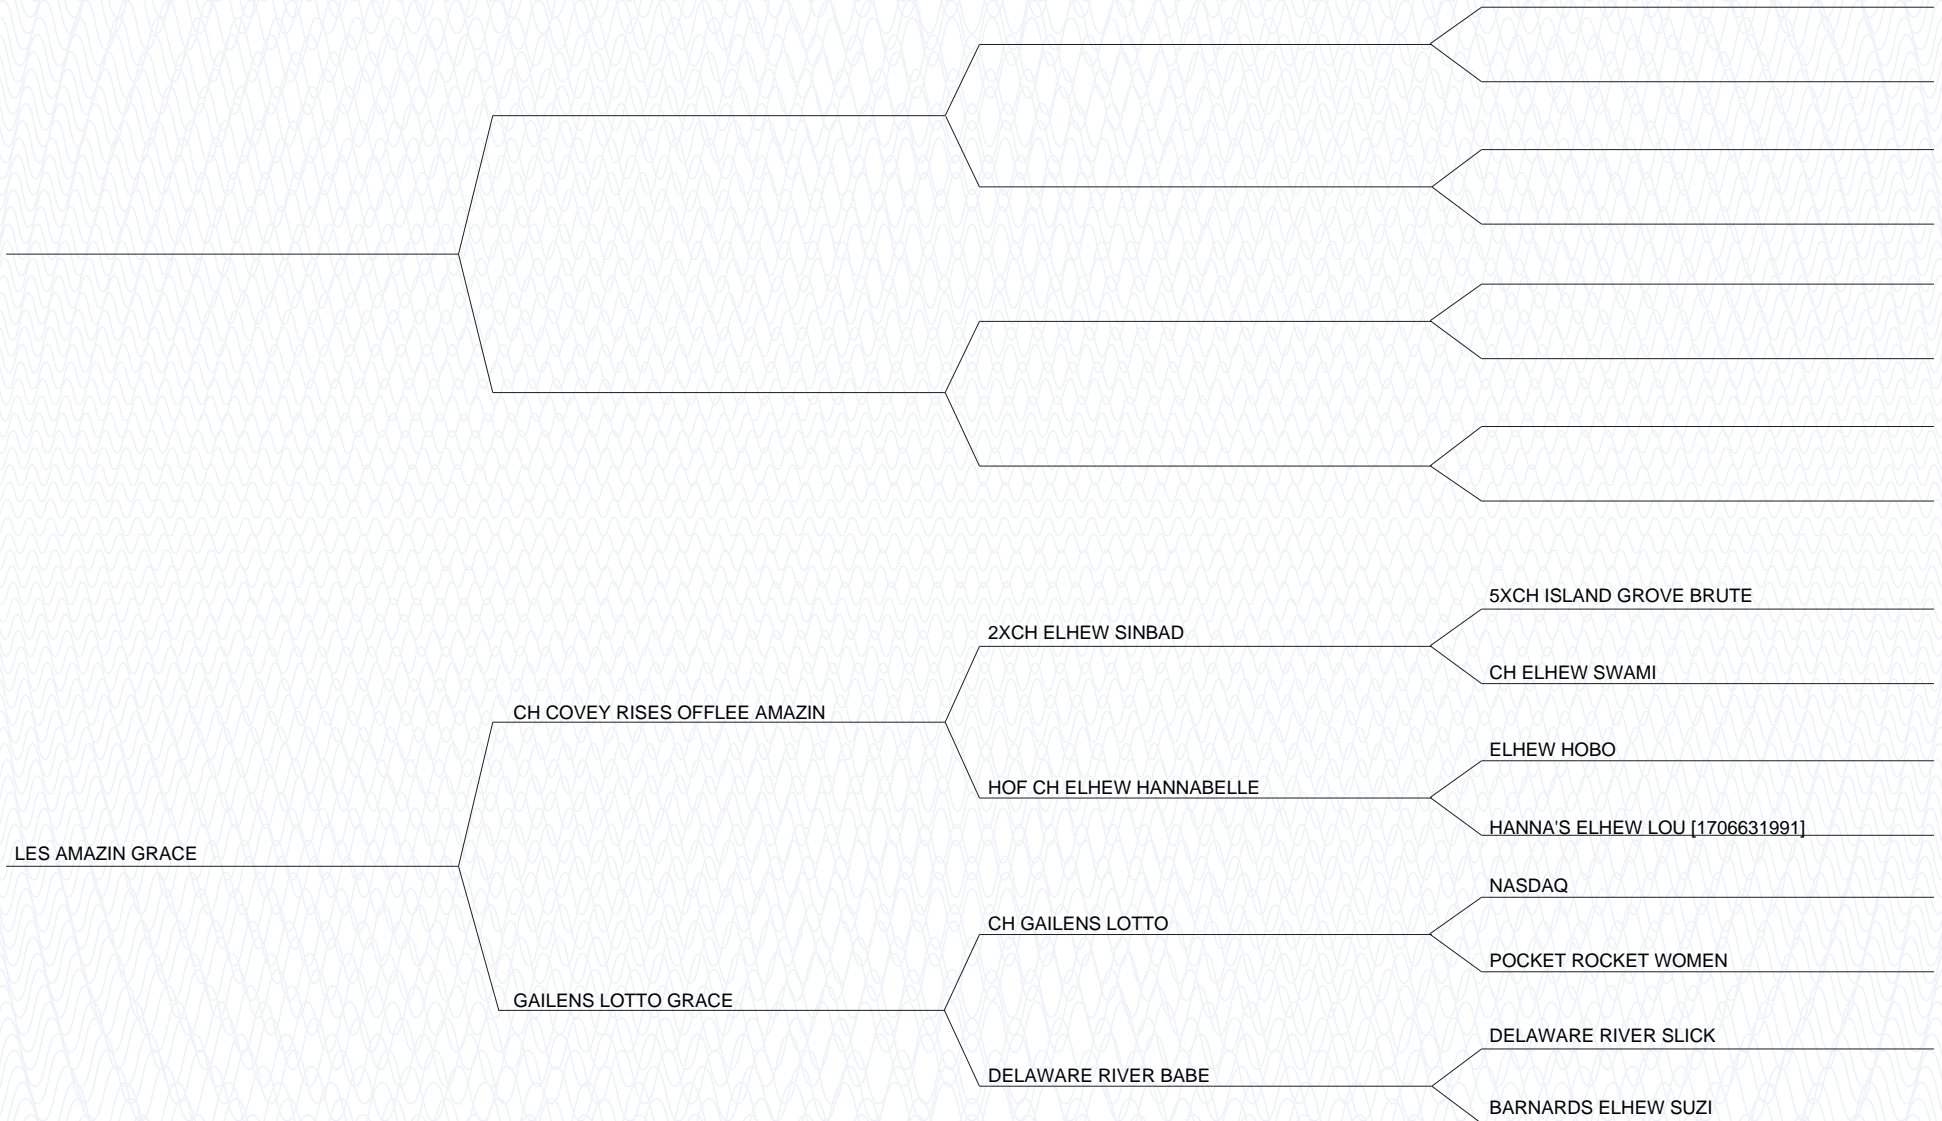 5XCH ISLAND GROVE BRUTE
2XCH ELHEW SINBAD
CH ELHEW SWAMI
CH COVEY RISES OFFLEE AMAZIN
ELHEW HOBO
HOF CH ELHEW HANNABELLE
HANNA'S ELHEW LOU [1706631991]
LES AMAZIN GRACE
NASDAQ
CH GAILENS LOTTO
POCKET ROCKET WOMEN
GAILENS LOTTO GRACE
DELAWARE RIVER SLICK
DELAWARE RIVER BABE
BARNARDS ELHEW SUZI